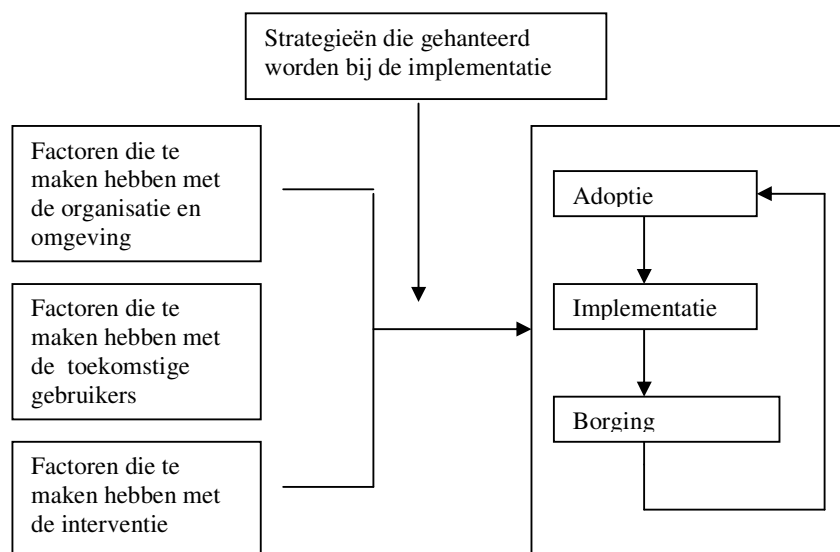 Strategieën die gehanteerd
worden bij de implementatie
Factoren die te
maken hebben met
de organisatie en
omgeving
Factoren die te
maken hebben met
de toekomstige
gebruikers
Factoren die te
maken hebben met
de interventie
Adoptie
Implementatie
Borging